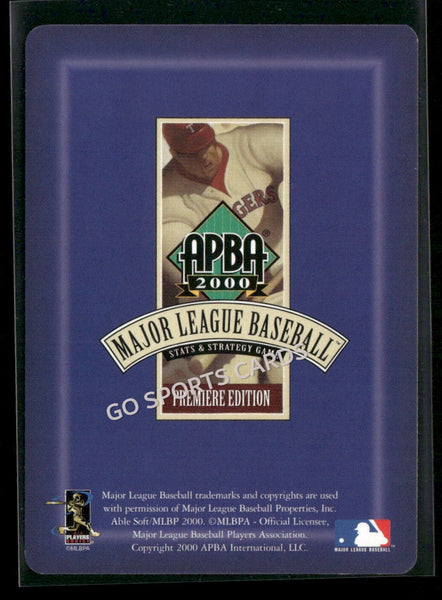 T
GERS
APBA®
2000
MAJOR LEAGUE BASEBALL™
STATS & STRATEGY GAME
GO SPORTS CARDS
PREMIERE EDITION
Major League Baseball trademarks and copyrights are used
with permission of Major League Baseball Properties, Inc.
Able Soft/MLBP 2000. ©MLBPA - Official Licensee,
Major League Baseball Players Association.
Copyright 2000 APBA International, LLC.
PLAYERS
CHOICE
©MLBPA
MAJOR LEAGUE BASEBALL